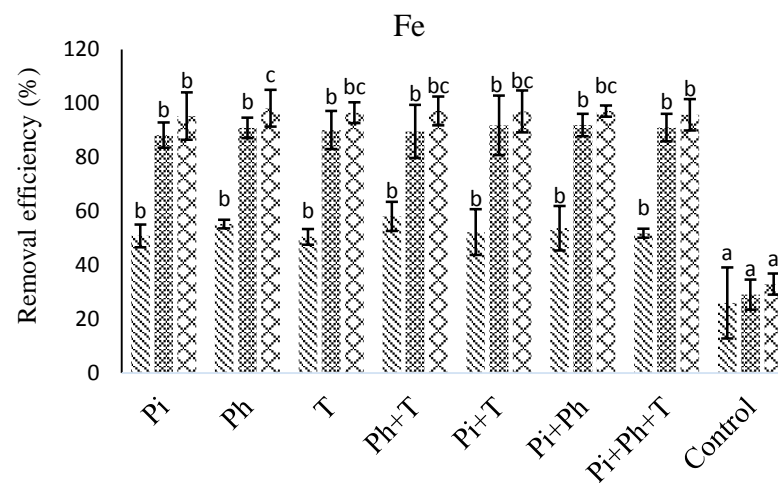 Fe
Removal efficiency (%)
120
100
80
60
40
20
0
b b b b b c b b bc b b bc b b bc b b bc b b b a a a
Pi Ph T Ph+T Pi+T Pi+Ph Pi+Ph+T Control